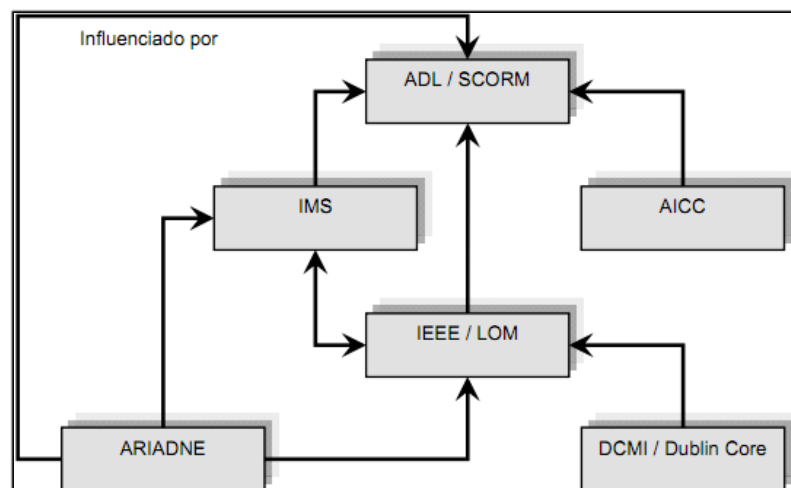 Influenciado por
ADL / SCORM
IMS
AICC
IEEE / LOM
ARIADNE
DCMI / Dublin Core